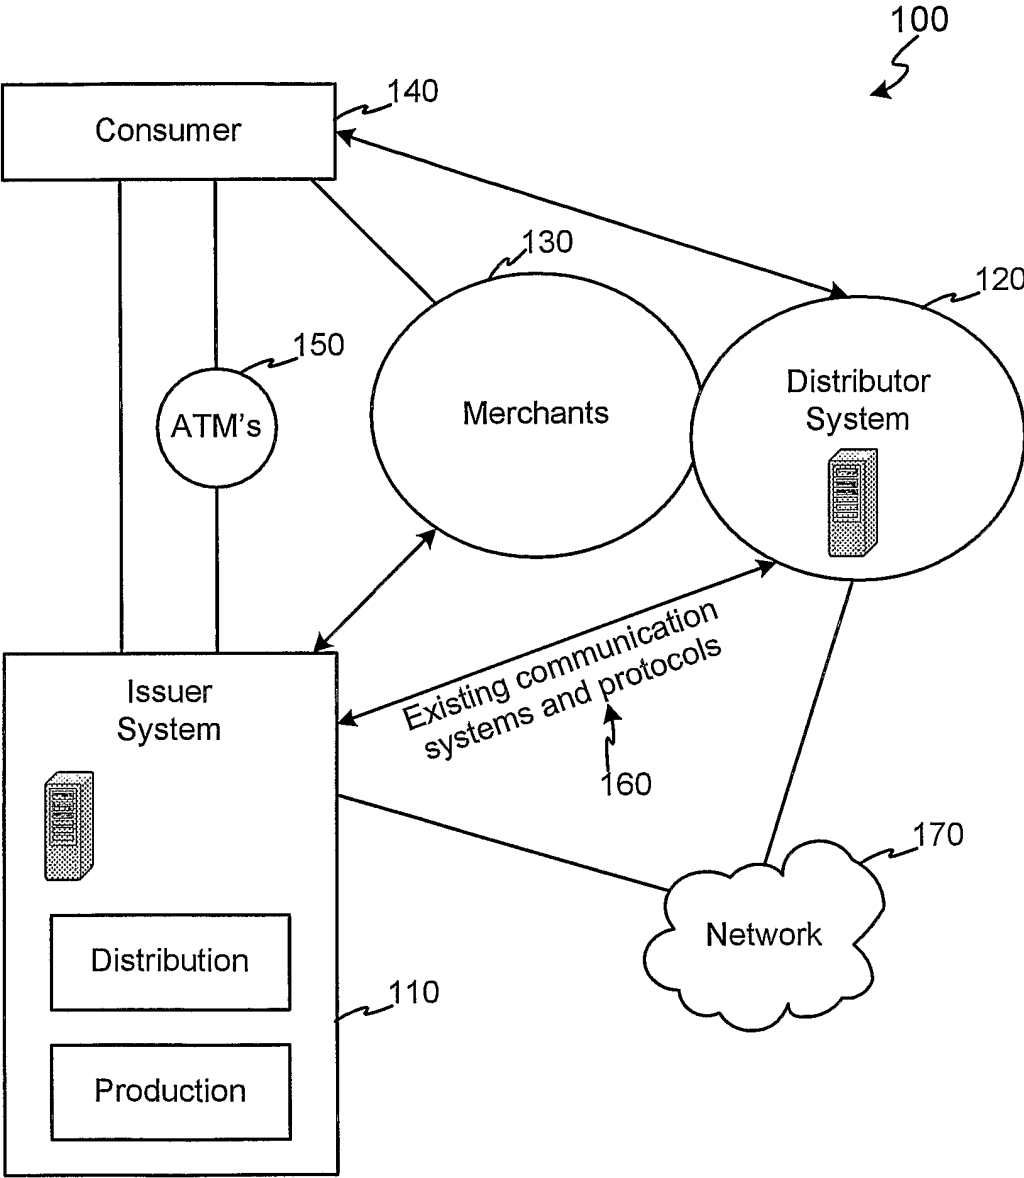 100
140
Consumer
130
120
150
Distributor
System
ATM's
Merchants
Existing communication
systems and protocols
Issuer
System
160
170
Network
Distribution
110
Production